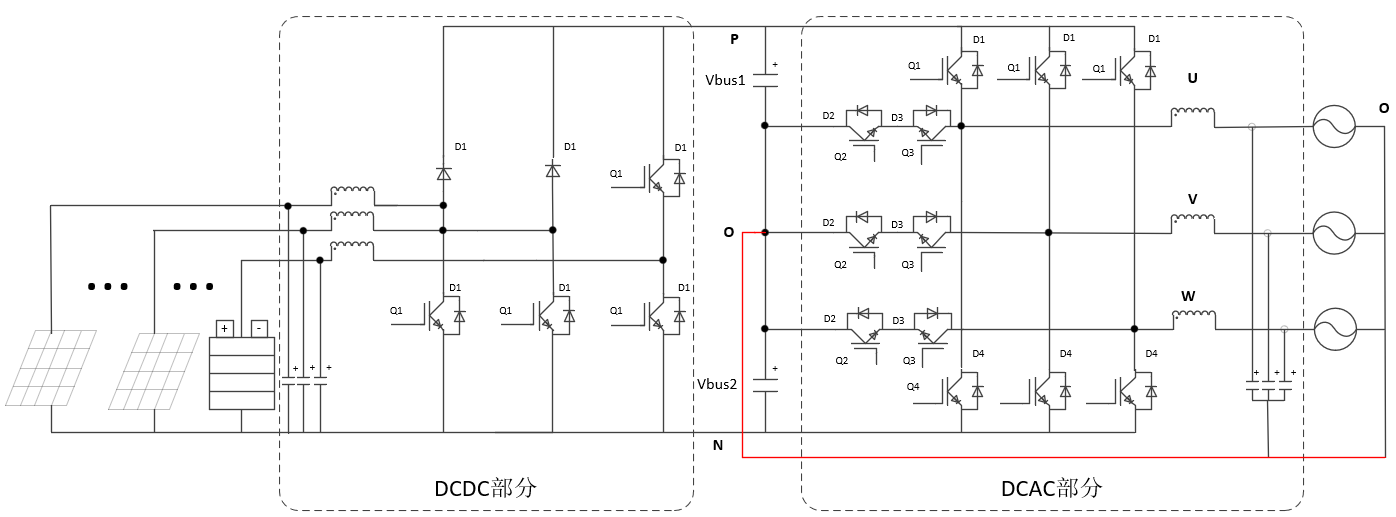 P
D1
D1
D1
Vbus1
Q1
Q1
Q1
U
O
D2
D3
Q2
Q3
D1
D1
D1
Q1
V
D2
D3
O
Q2
Q3
W
D1
D1
D1
Q1
Q1
Q1
D2
D3
Q2
Q3
D4
D4
D4
Vbus2
Q4
N
DCDC部分
DCAC部分